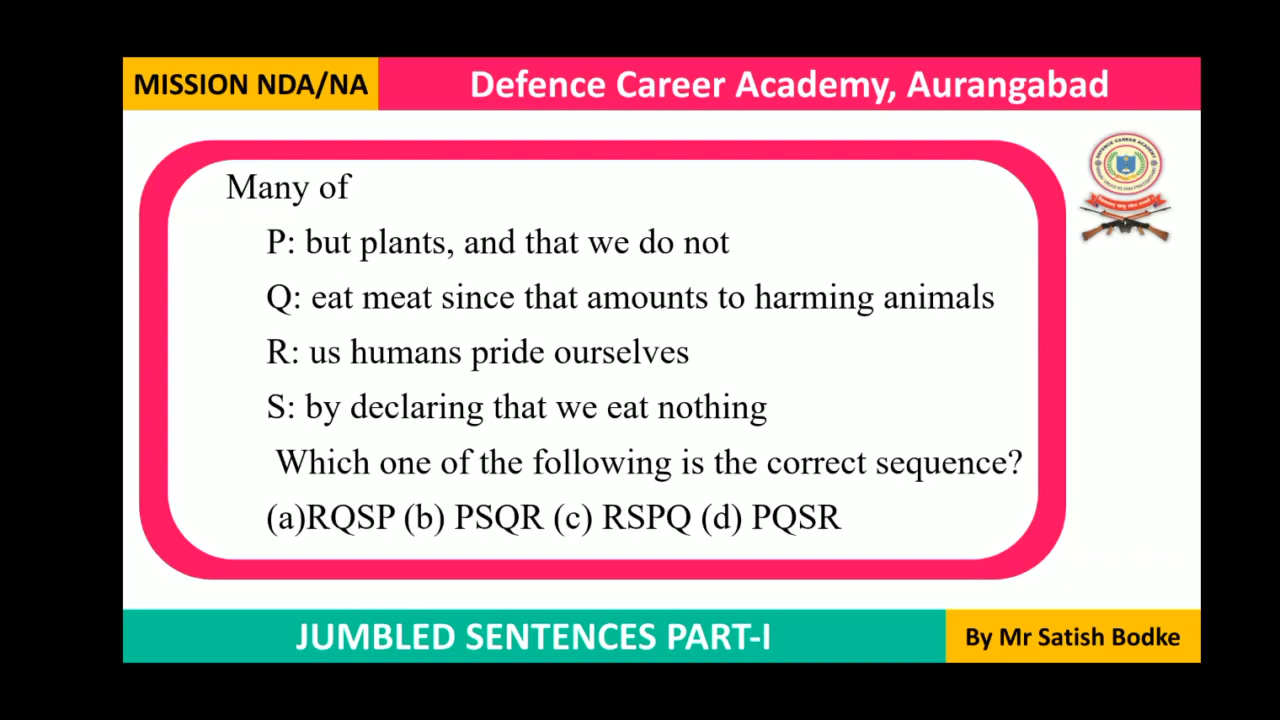 MISSION NDA/NA
Defence Career Academy, Aurangabad
Many of
P: but plants, and that we do not
Q: eat meat since that amounts to harming animals
R: us humans pride ourselves
S: by declaring that we eat nothing
Which one of the following is the correct sequence?
(a)RQSP (b) PSQR (c) RSPQ (d) PQSR
JUMBLED SENTENCES PART-I
By Mr Satish Bodke